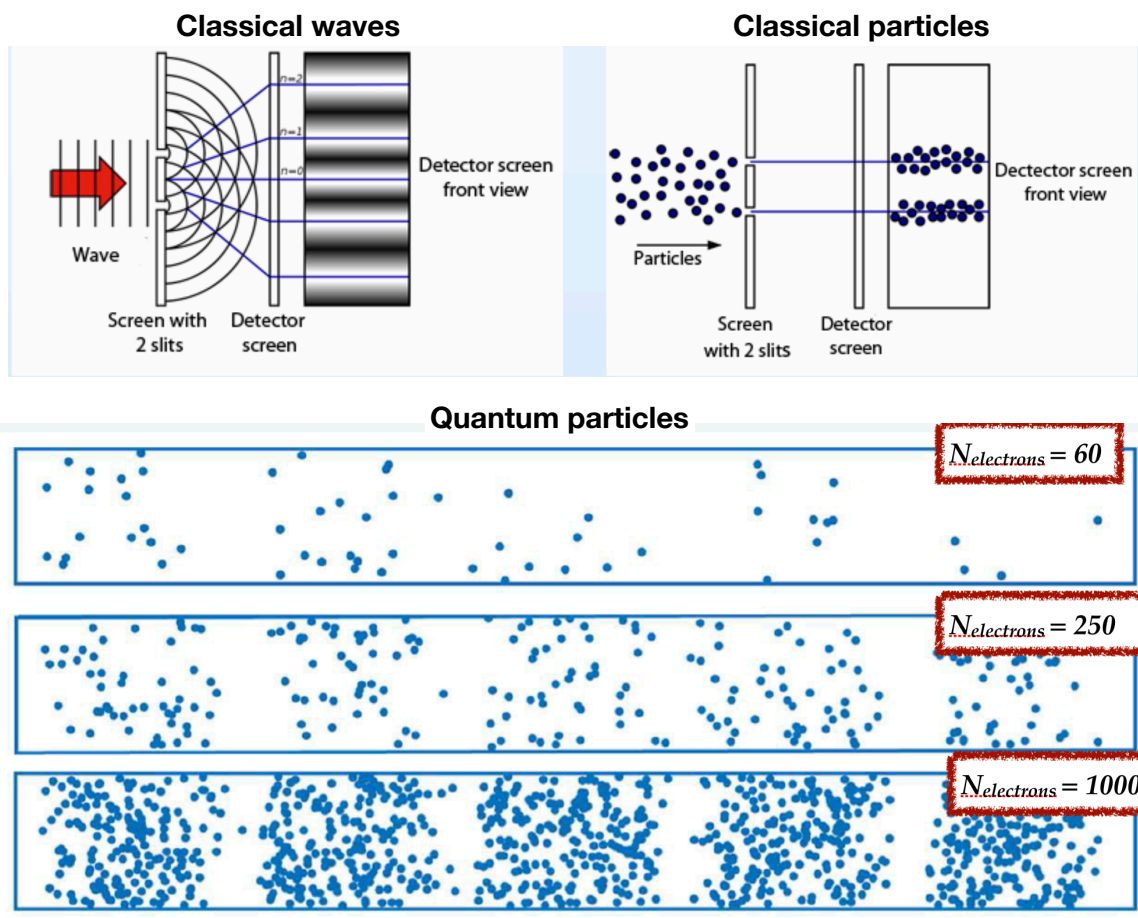 Classical waves
n=2
n=1
n=0
Detector screen
front view
Wave
Screen with
2 slits
Detector
screen
Classical particles
Dectector screen
front view
Particles
Screen
with 2 slits
Detector
screen
Quantum particles
Nelectrons = 60
Nelectrons = 250
Nelectrons = 1000